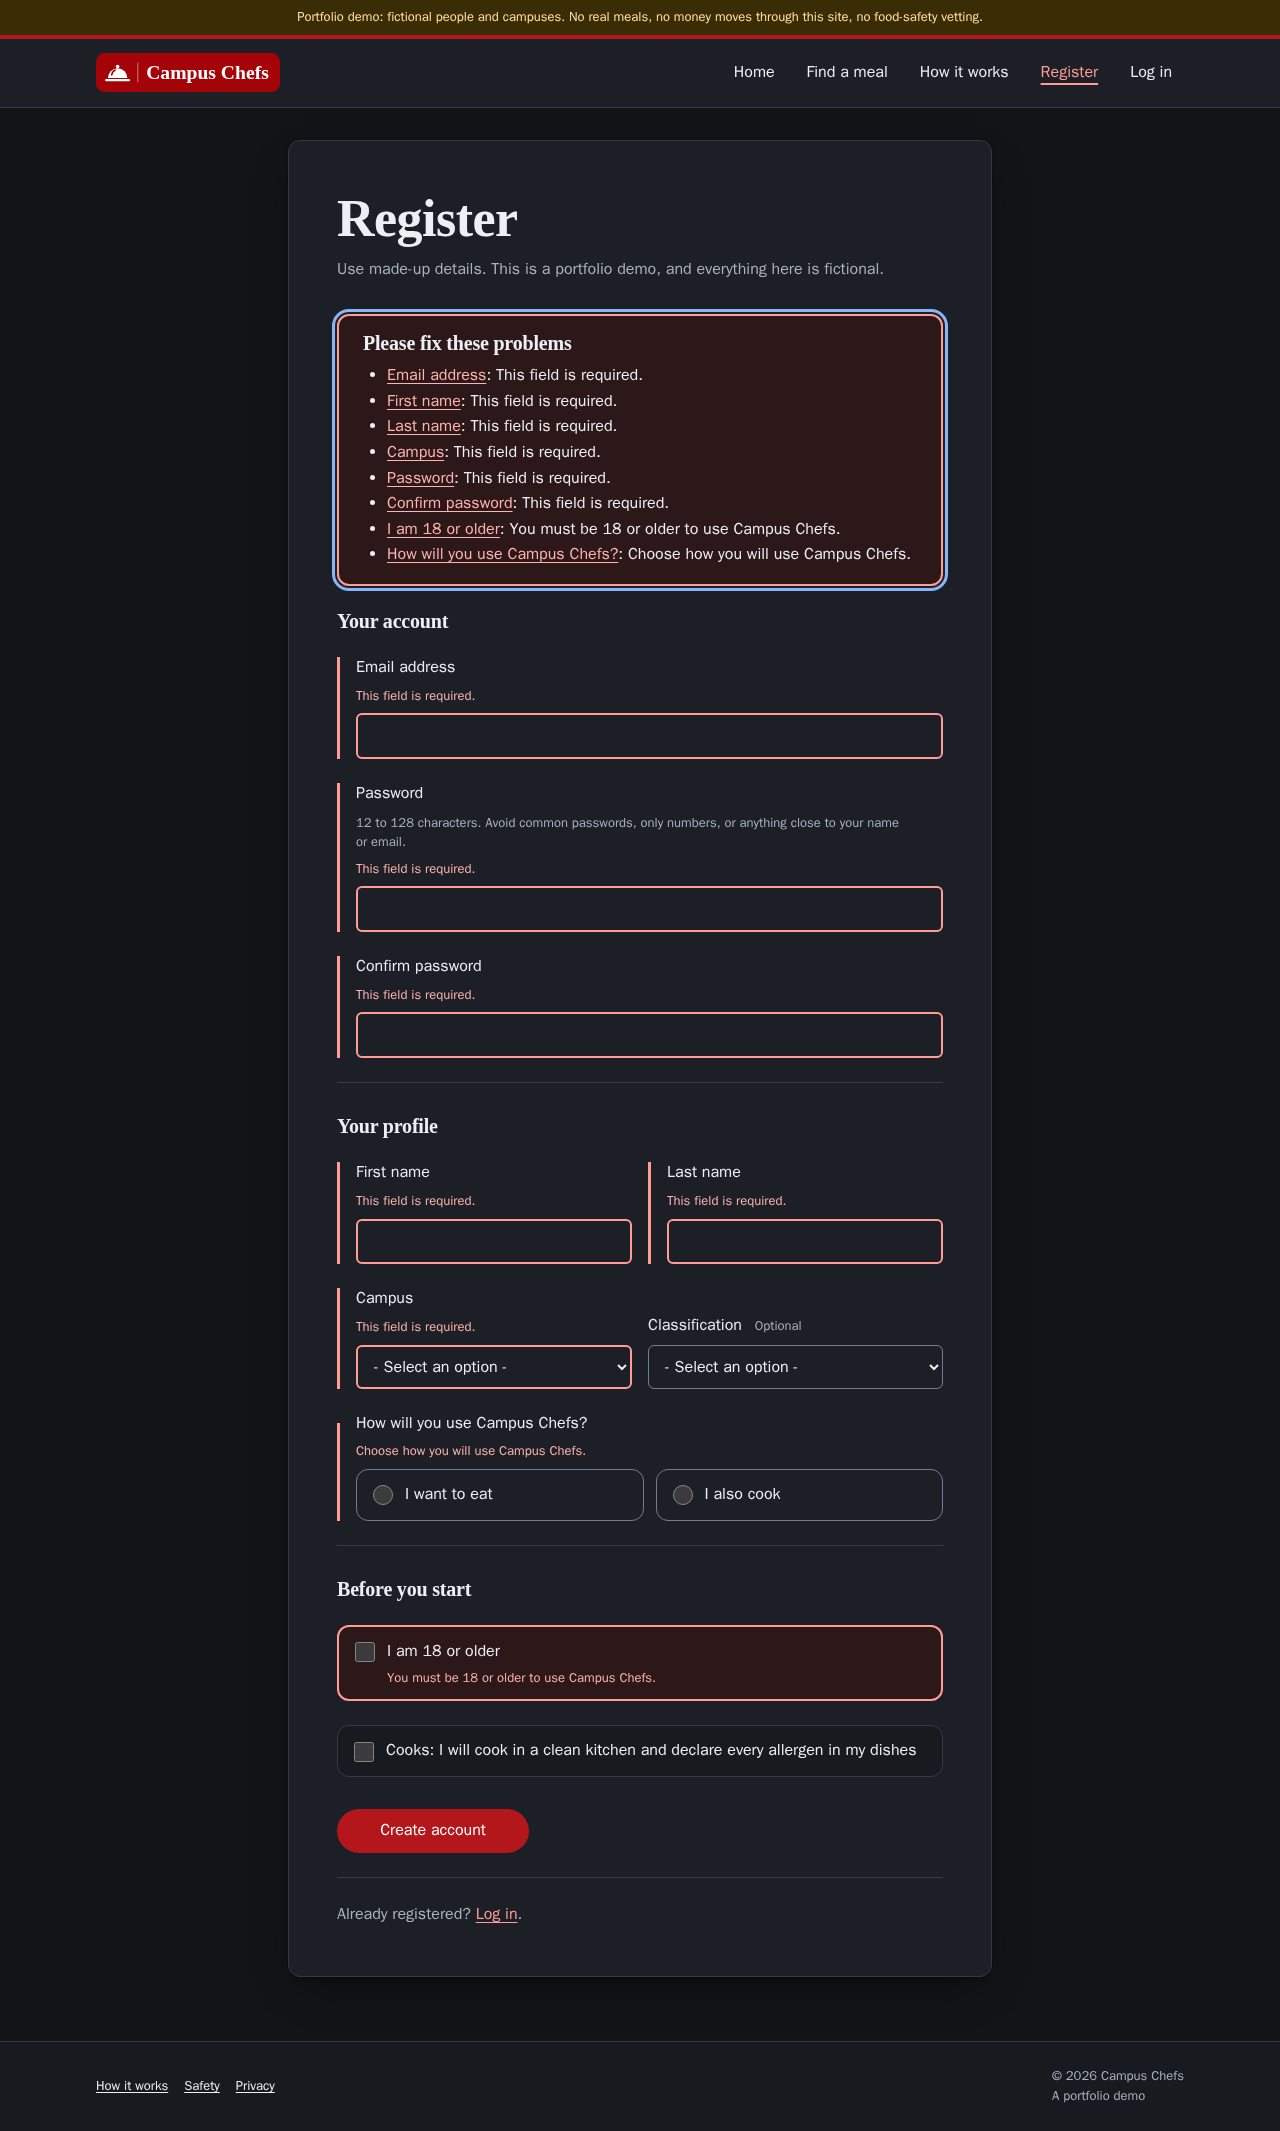 Portfolio demo: fictional people and campuses. No real meals, no money moves through this site, no food-safety vetting.
Campus Chefs
Home Find a meal How it works Register Log in
Register
Use made-up details. This is a portfolio demo, and everything here is fictional.
Please fix these problems
Email address: This field is required.
First name: This field is required.
Last name: This field is required.
Campus: This field is required.
Password: This field is required.
Confirm password: This field is required.
I am 18 or older: You must be 18 or older to use Campus Chefs.
How will you use Campus Chefs?: Choose how you will use Campus Chefs.
Your account
Email address
This field is required.
Password
12 to 128 characters. Avoid common passwords, only numbers, or anything close to your name
or email.
This field is required.
Confirm password
This field is required.
Your profile
First name
This field is required.
Last name
This field is required.
Campus
This field is required.
- Select an option -
Classification Optional
- Select an option -
How will you use Campus Chefs?
Choose how you will use Campus Chefs.
I want to eat
I also cook
Before you start
I am 18 or older
You must be 18 or older to use Campus Chefs.
Cooks: I will cook in a clean kitchen and declare every allergen in my dishes
Create account
Already registered? Log in.
How it works Safety Privacy
© 2026 Campus Chefs
A portfolio demo